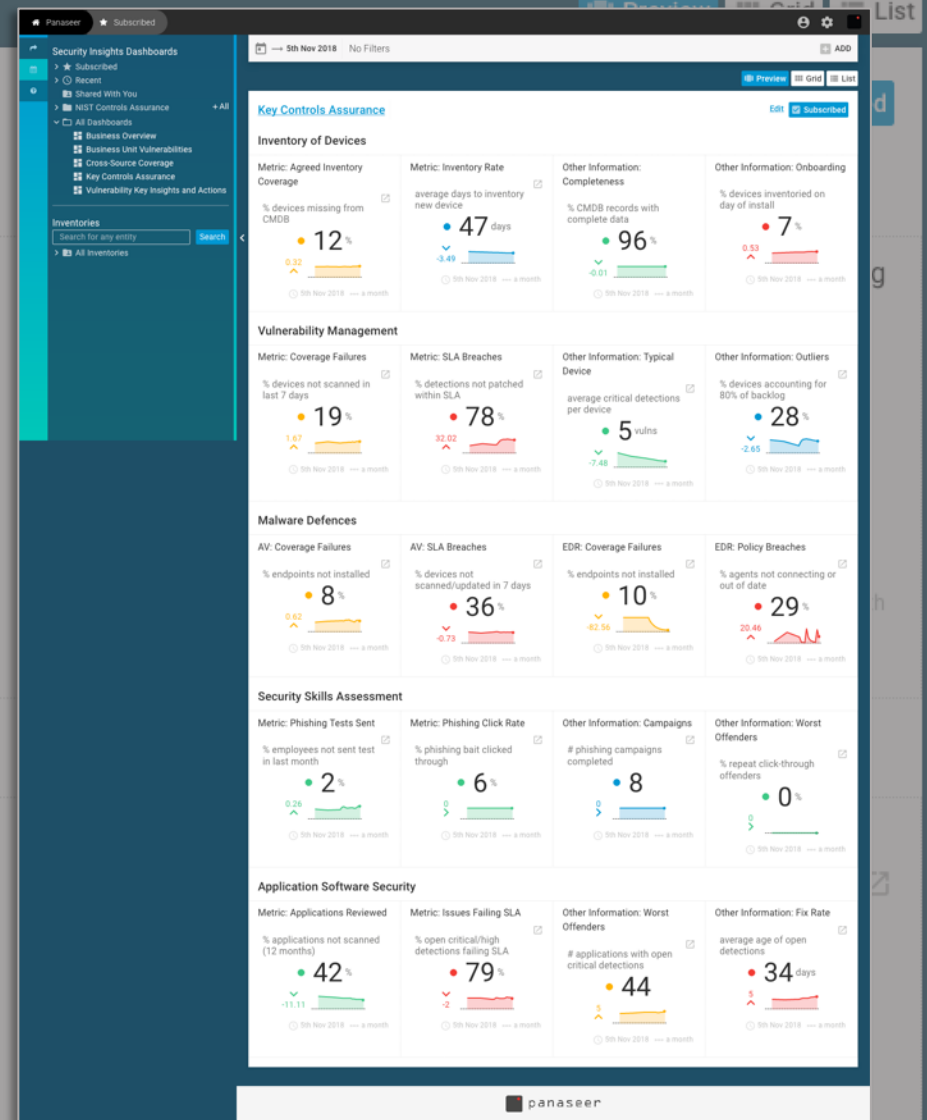 Preview
Grid
List
Panaseer
Subscribed
Security Insights Dashboards
Subscribed
Recent
Shared With You
NIST Controls Assurance
+ All
All Dashboards
Business Overview
Business Unit Vulnerabilities
Cross-Source Coverage
Key Controls Assurance
Vulnerability Key Insights and Actions
Inventories
Search for any entity
Search
All Inventories
5th Nov 2018 No Filters
ADD
Preview
Grid
List
Key Controls Assurance
Edit
Subscribed
Inventory of Devices
Metric: Agreed Inventory
Coverage
% devices missing from
CMDB
12 %
0.32
5th Nov 2018 a month
Metric: Inventory Rate
average days to inventory
new device
47 days
-3.49
5th Nov 2018 a month
Other Information:
Completeness
% CMDB records with
complete data
96 %
-0.01
5th Nov 2018 a month
Other Information: Onboarding
% devices inventoried on
day of install
7 %
0.53
5th Nov 2018 a month
Vulnerability Management
Metric: Coverage Failures
% devices not scanned in
last 7 days
19 %
1.67
5th Nov 2018 a month
Metric: SLA Breaches
% detections not patched
within SLA
78 %
32.02
5th Nov 2018 a month
Other Information: Typical
Device
average critical detections
per device
5 vulns
-7.48
5th Nov 2018 a month
Other Information: Outliers
% devices accounting for
80% of backlog
28 %
-2.65
5th Nov 2018 a month
Malware Defences
AV: Coverage Failures
% endpoints not installed
8 %
0.62
5th Nov 2018 a month
AV: SLA Breaches
% devices not
scanned/updated in 7 days
36 %
-0.73
5th Nov 2018 a month
EDR: Coverage Failures
% endpoints not installed
10 %
-82.56
5th Nov 2018 a month
EDR: Policy Breaches
% agents not connecting or
out of date
29 %
20.46
5th Nov 2018 a month
Security Skills Assessment
Metric: Phishing Tests Sent
% employees not sent test
in last month
2 %
0.26
5th Nov 2018 a month
Metric: Phishing Click Rate
% phishing bait clicked
through
6 %
0
5th Nov 2018 a month
Other Information: Campaigns
# phishing campaigns
completed
8
0
5th Nov 2018 a month
Other Information: Worst
Offenders
% repeat click-through
offenders
0 %
0
5th Nov 2018 a month
Application Software Security
Metric: Applications Reviewed
% applications not scanned
(12 months)
42 %
-11.11
5th Nov 2018 a month
Metric: Issues Failing SLA
% open critical/high
detections failing SLA
79 %
-2
5th Nov 2018 a month
Other Information: Worst
Offenders
# applications with open
critical detections
44
5
5th Nov 2018 a month
Other Information: Fix Rate
average age of open
detections
34 days
5
5th Nov 2018 a month
panaseer